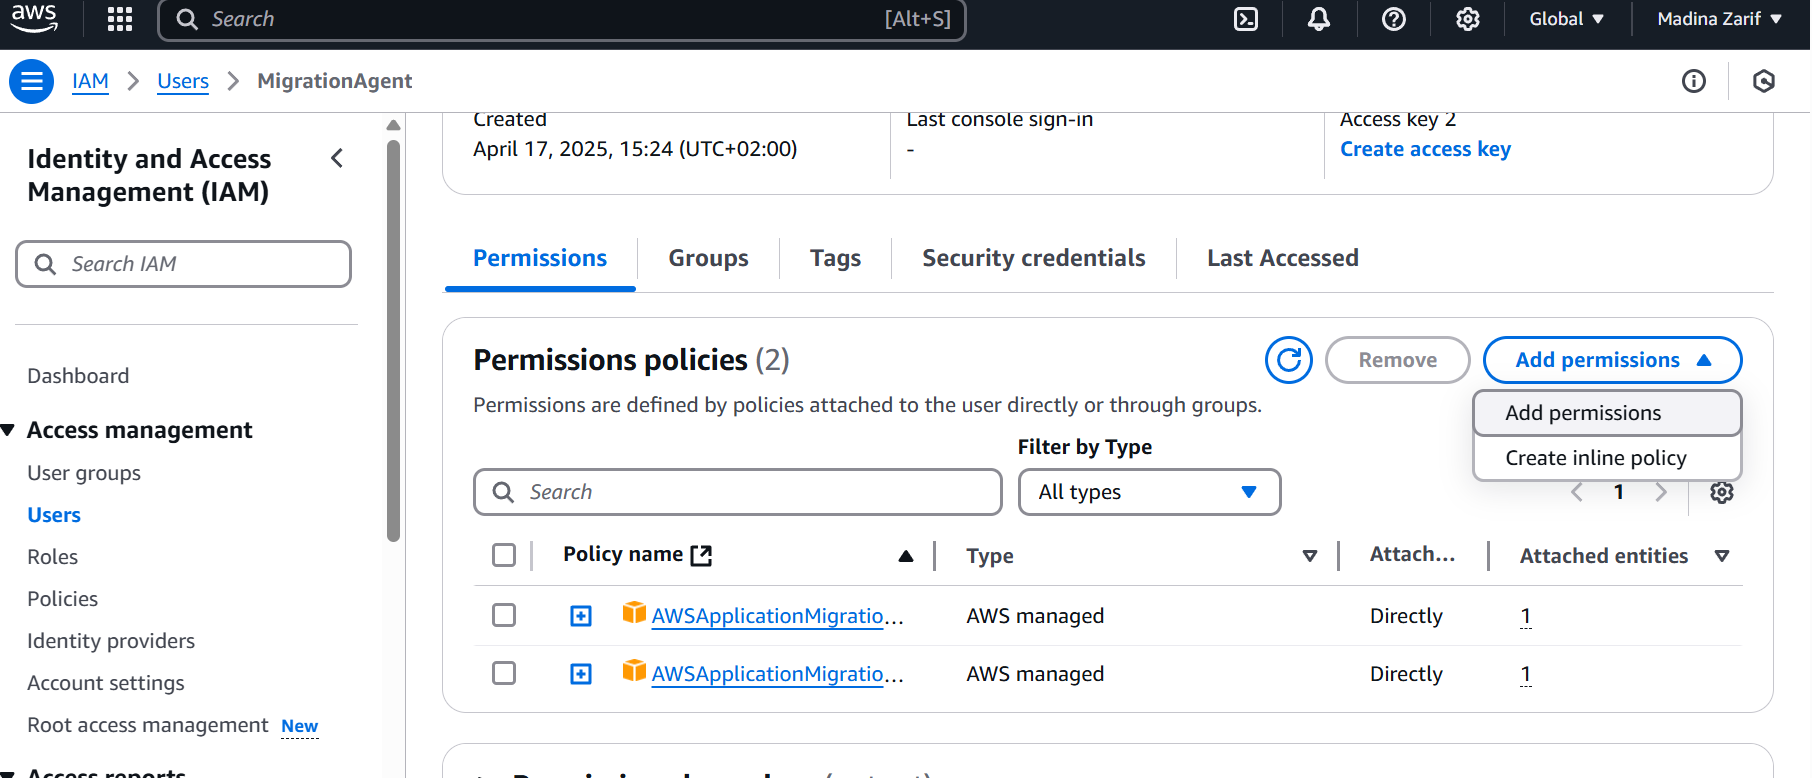 aws
Search
[Alt+S]
Global
Madina Zarif
IAM
Users
MigrationAgent
Identity and Access
Management (IAM)
Search IAM
Dashboard
Access management
User groups
Users
Roles
Policies
Identity providers
Account settings
Root access management New
Access reports
Created
April 17, 2025, 15:24 (UTC+02:00)
Last console sign-in
-
Access key 2
Create access key
Permissions
Groups
Tags
Security credentials
Last Accessed
Permissions policies (2)
Remove
Add permissions
Add permissions
Create inline policy
Permissions are defined by policies attached to the user directly or through groups.
Filter by Type
Search
All types
1
Policy name
Type
Attach...
Attached entities
AWSApplicationMigratio... AWS managed Directly 1
AWSApplicationMigratio... AWS managed Directly 1